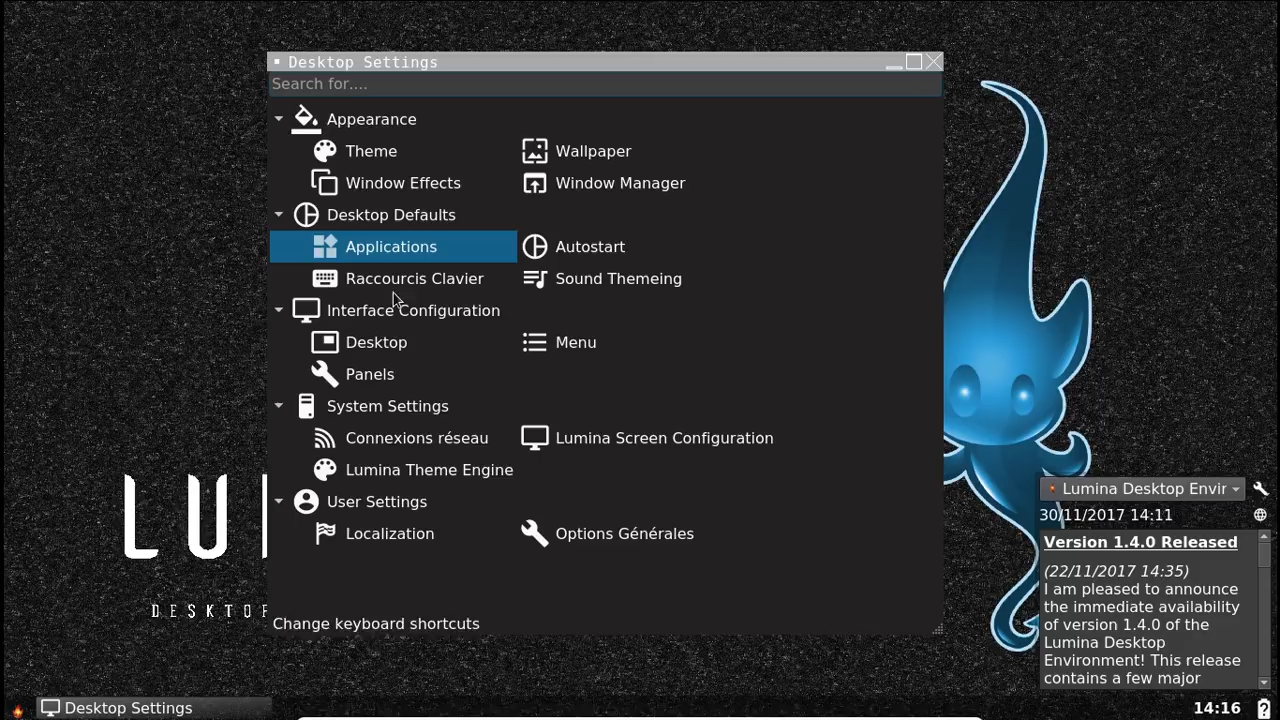 Desktop Settings
Search for....
Appearance
Theme Wallpaper
Window Effects Window Manager
Desktop Defaults
Applications Autostart
Raccourcis Clavier Sound Themeing
Interface Configuration
Desktop Menu
Panels
System Settings
Connexions réseau Lumina Screen Configuration
Lumina Theme Engine
User Settings
Localization Options Générales
Change keyboard shortcuts
LU
DESKTOP
Lumina Desktop Envir
30/11/2017 14:11
Version 1.4.0 Released
(22/11/2017 14:35)
I am pleased to announce
the immediate availability
of version 1.4.0 of the
Lumina Desktop
Environment! This release
contains a few major
Desktop Settings
14:16